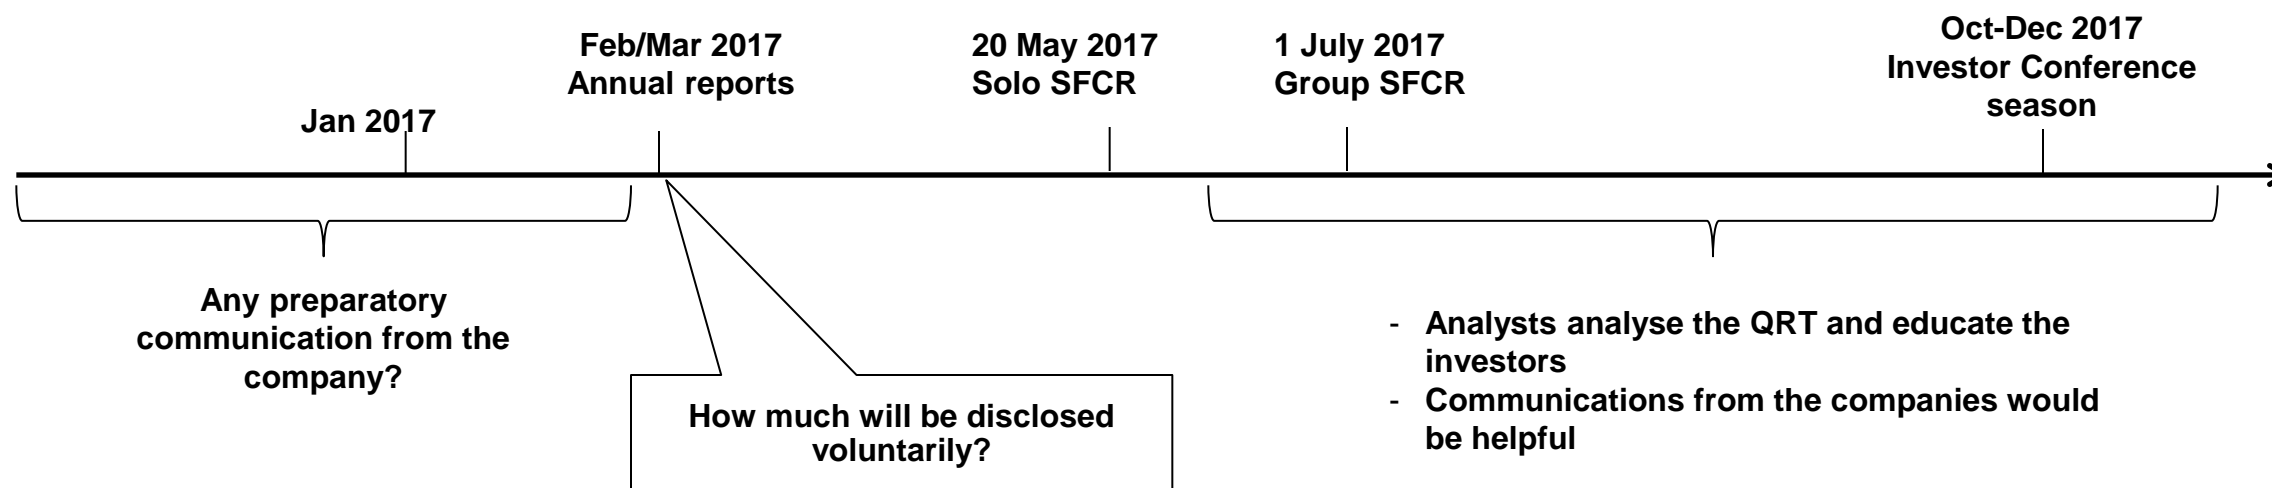 Jan 2017
Feb/Mar 2017
Annual reports
20 May 2017
Solo SFCR
1 July 2017
Group SFCR
Oct-Dec 2017
Investor Conference
season
Any preparatory
communication from the
company?
How much will be disclosed
voluntarily?
- Analysts analyse the QRT and educate the
investors
- Communications from the companies would
be helpful